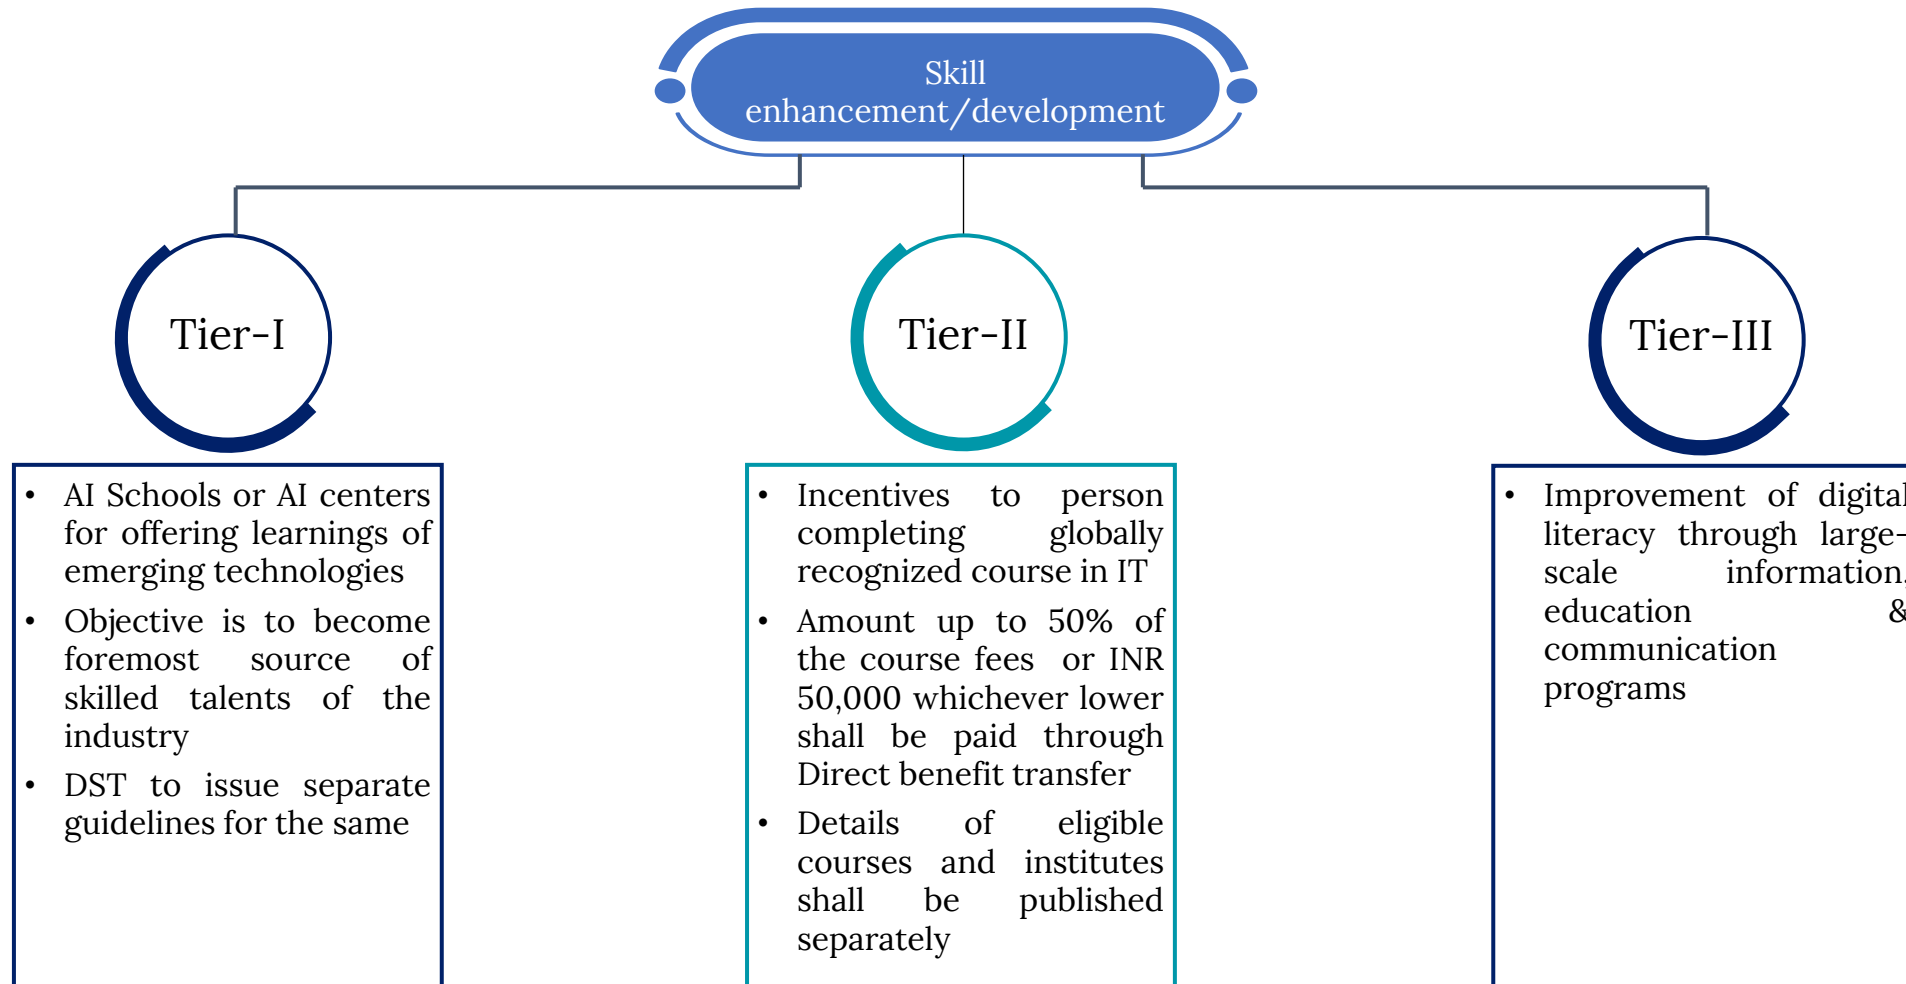 Skill
enhancement/development
Tier-I
Tier-II
Tier-III
• AI Schools or AI centers
for offering learnings of
emerging technologies
• Objective is to become
foremost source of
skilled talents of the
industry
• DST to issue separate
guidelines for the same
• Incentives to person
completing globally
recognized course in IT
• Amount up to 50% of
the course fees or INR
50,000 whichever lower
shall be paid through
Direct benefit transfer
• Details of eligible
courses and institutes
shall be published
separately
• Improvement of digital
literacy through large-
scale information,
education &
communication
programs